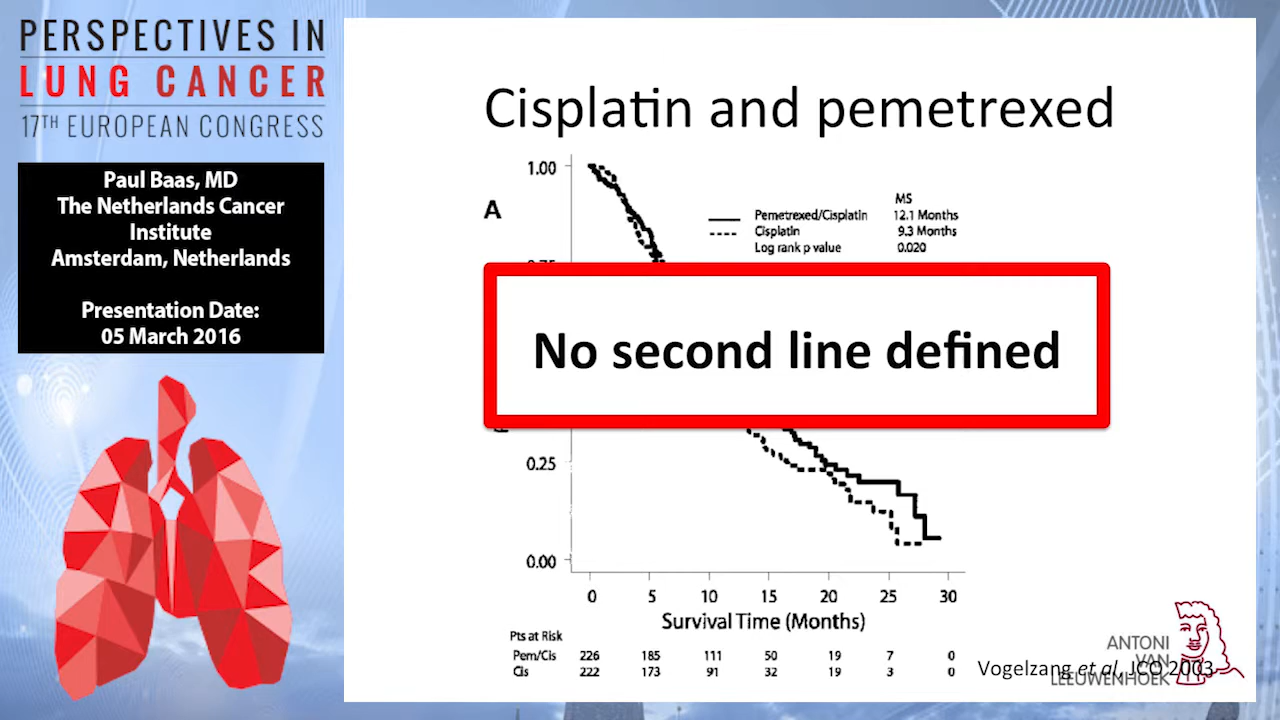 PERSPECTIVES IN
LUNG CANCER
17TH EUROPEAN CONGRESS
Paul Baas, MD
The Netherlands Cancer
Institute
Amsterdam, Netherlands
Presentation Date:
05 March 2016
Cisplatin and pemetrexed
1.00
A
MS
Pemetrexed/Cisplatin 12.1 Months
Cisplatin 9.3 Months
Log rank p value 0.020
No second line defined
0.25
0.00
0 5 10 15 20 25 30
Survival Time (Months)
Pts at Risk
Pem/Cis 226 185 111 50 19 7 0
Cis 222 173 91 32 19 3 0
ANTONI
VAN
LEEUWENHOEK
Vogelzang et al, JCO 2003